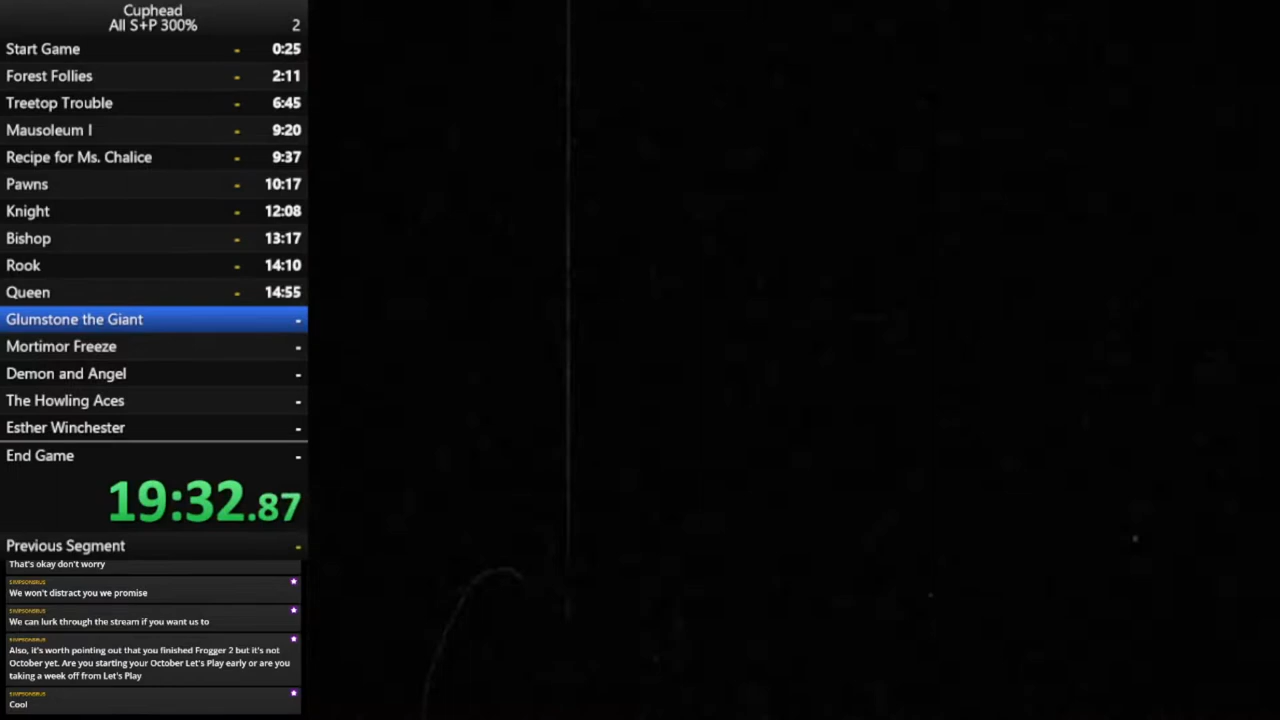 Cuphead
All S+P 300% 2
Start Game - 0:25
Forest Follies - 2:11
Treetop Trouble - 6:45
Mausoleum I - 9:20
Recipe for Ms. Chalice - 9:37
Pawns - 10:17
Knight - 12:08
Bishop - 13:17
Rook - 14:10
Queen - 14:55
Glumstone the Giant -
Mortimor Freeze -
Demon and Angel -
The Howling Aces -
Esther Winchester -
End Game -
19:32.87
Previous Segment -
That's okay don't worry
We won't distract you we promise
We can lurk through the stream if you want us to
Also, it's worth pointing out that you finished Frogger 2 but it's not
October yet. Are you starting your October Let's Play early or are you
taking a week off from Let's Play
Cool